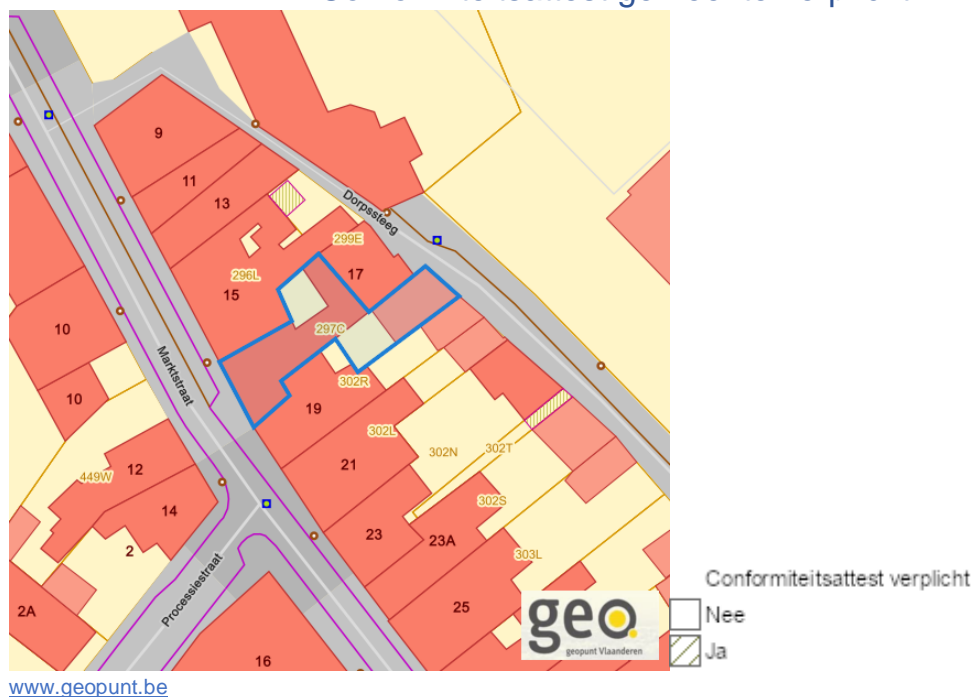 9
11
13
Dorpssteeg
299E
17
296L
15
297C
10
Marktstraat
302R
10
19
302L
302N
302T
449W
12
21
302S
14
2
23
23A
303L
Processiestraat
25
2A
16
geo
geopunt Vlaanderen
Conformiteitsattest verplicht
Nee
Ja
www.geopunt.be